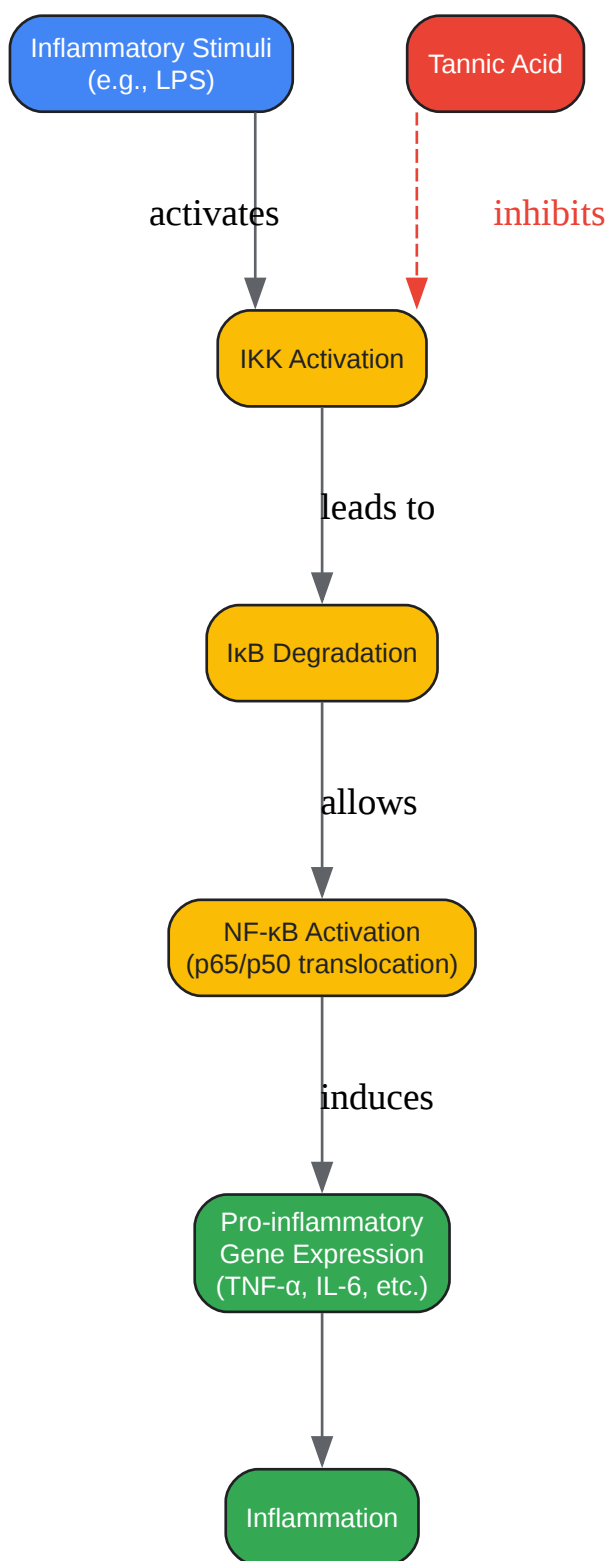 Inflammatory Stimuli
(e.g., LPS)
Tannic Acid
activates
inhibits
IKK Activation
leads to
IκB Degradation
allows
NF-κB Activation
(p65/p50 translocation)
induces
Pro-inflammatory
Gene Expression
(TNF-α, IL-6, etc.)
Inflammation